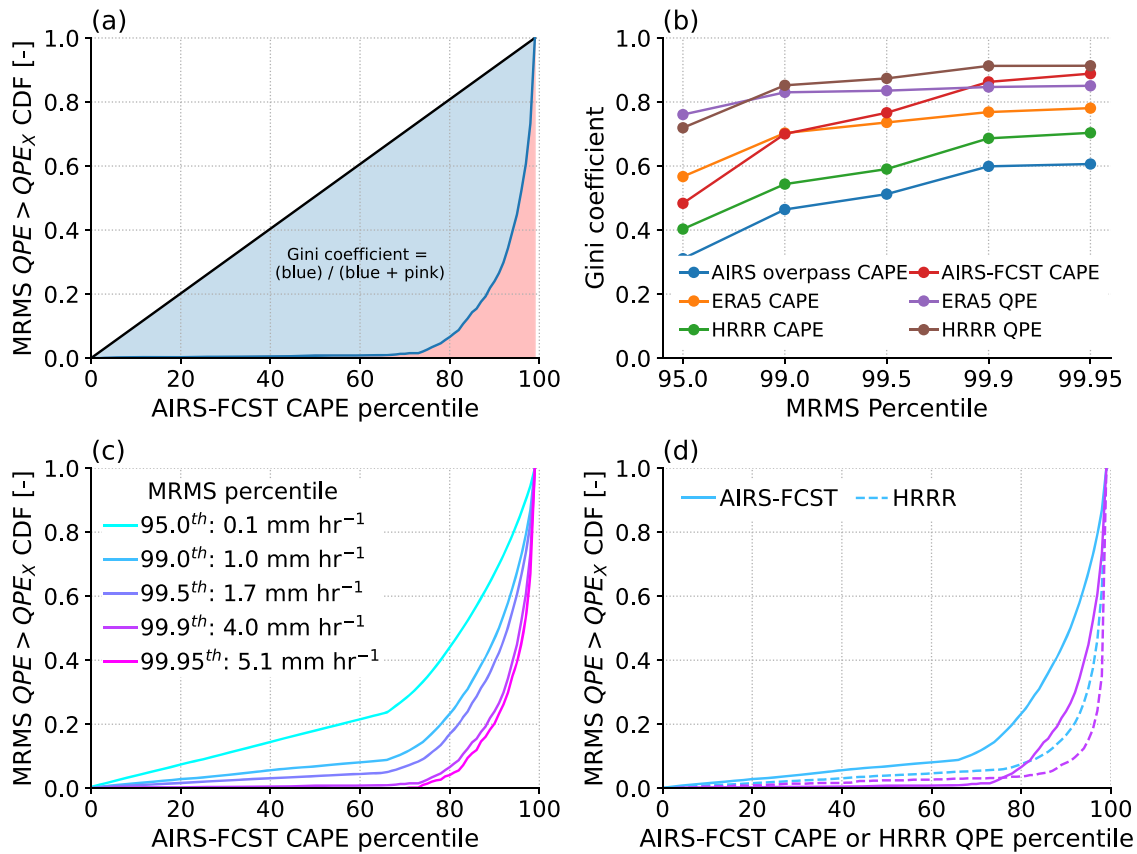 (a)
MRMS QPE > QPE_X CDF [-]
1.0
0.8
0.6
0.4
0.2
0.0
Gini coefficient =
(blue) / (blue + pink)
0 20 40 60 80 100
AIRS-FCST CAPE percentile
(b)
Gini coefficient
1.0
0.8
0.6
0.4
0.2
0.0
AIRS overpass CAPE AIRS-FCST CAPE
ERA5 CAPE ERA5 QPE
HRRR CAPE HRRR QPE
95.0 99.0 99.5 99.9 99.95
MRMS Percentile
(c)
MRMS QPE > QPE_X CDF [-]
1.0
0.8
0.6
0.4
0.2
0.0
MRMS percentile
95.0^th: 0.1 mm hr⁻¹
99.0^th: 1.0 mm hr⁻¹
99.5^th: 1.7 mm hr⁻¹
99.9^th: 4.0 mm hr⁻¹
99.95^th: 5.1 mm hr⁻¹
0 20 40 60 80 100
AIRS-FCST CAPE percentile
(d)
MRMS QPE > QPE_X CDF [-]
1.0
0.8
0.6
0.4
0.2
0.0
AIRS-FCST HRRR
0 20 40 60 80 100
AIRS-FCST CAPE or HRRR QPE percentile